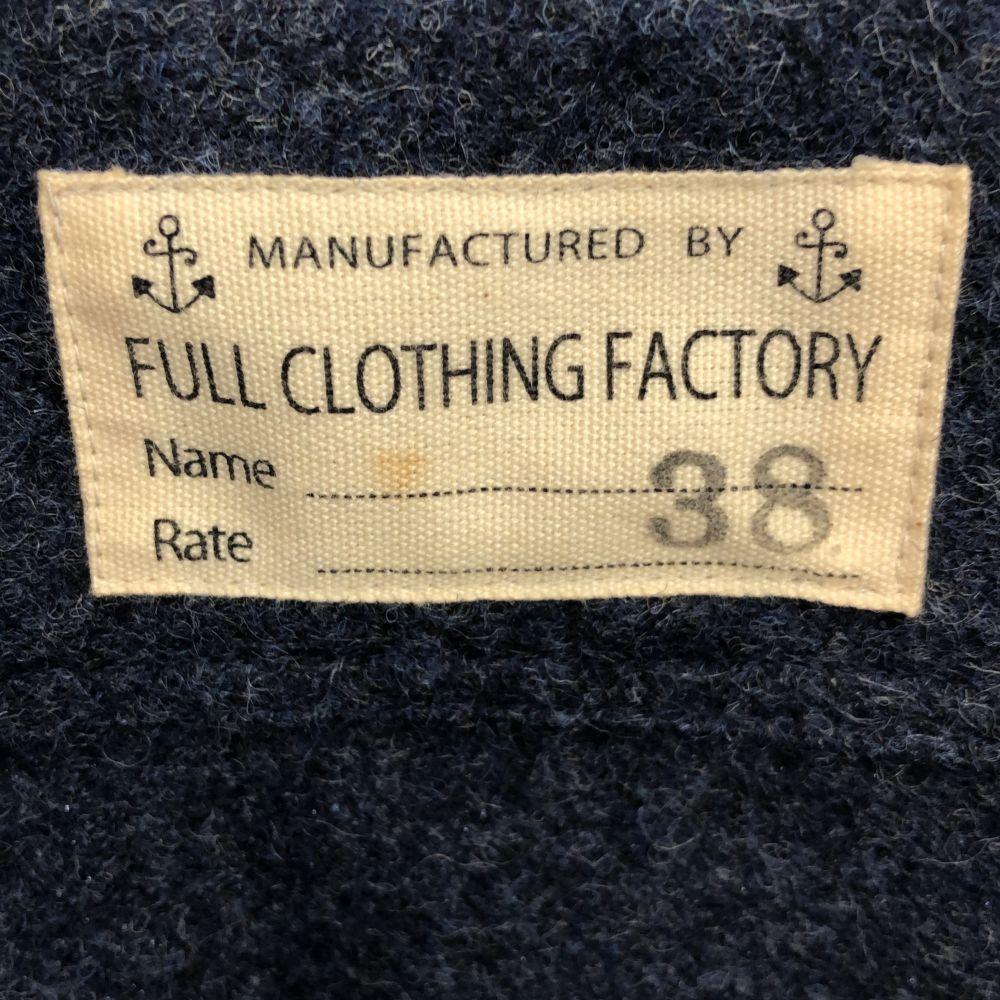 MANUFACTURED BY
FULL CLOTHING FACTORY
Name
38
Rate